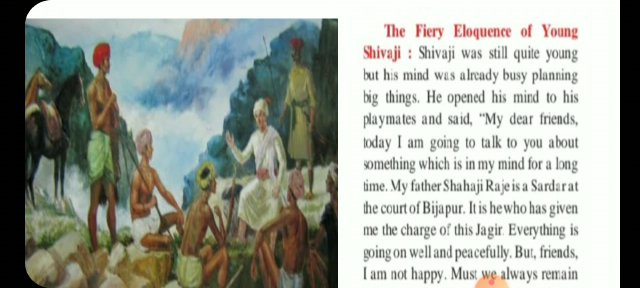 The Fiery Eloquence of Young
Shivaji : Shivaji was still quite young
but his mind was already busy planning
big things. He opened his mind to his
playmates and said, “My dear friends,
today I am going to talk to you about
something which is in my mind for a long
time. My father Shahaji Raje is a Sardar at
the court of Bijapur. It is he who has given
me the charge of this Jagir. Everything is
going on well and peacefully. But, friends,
I am not happy. Must we always remain